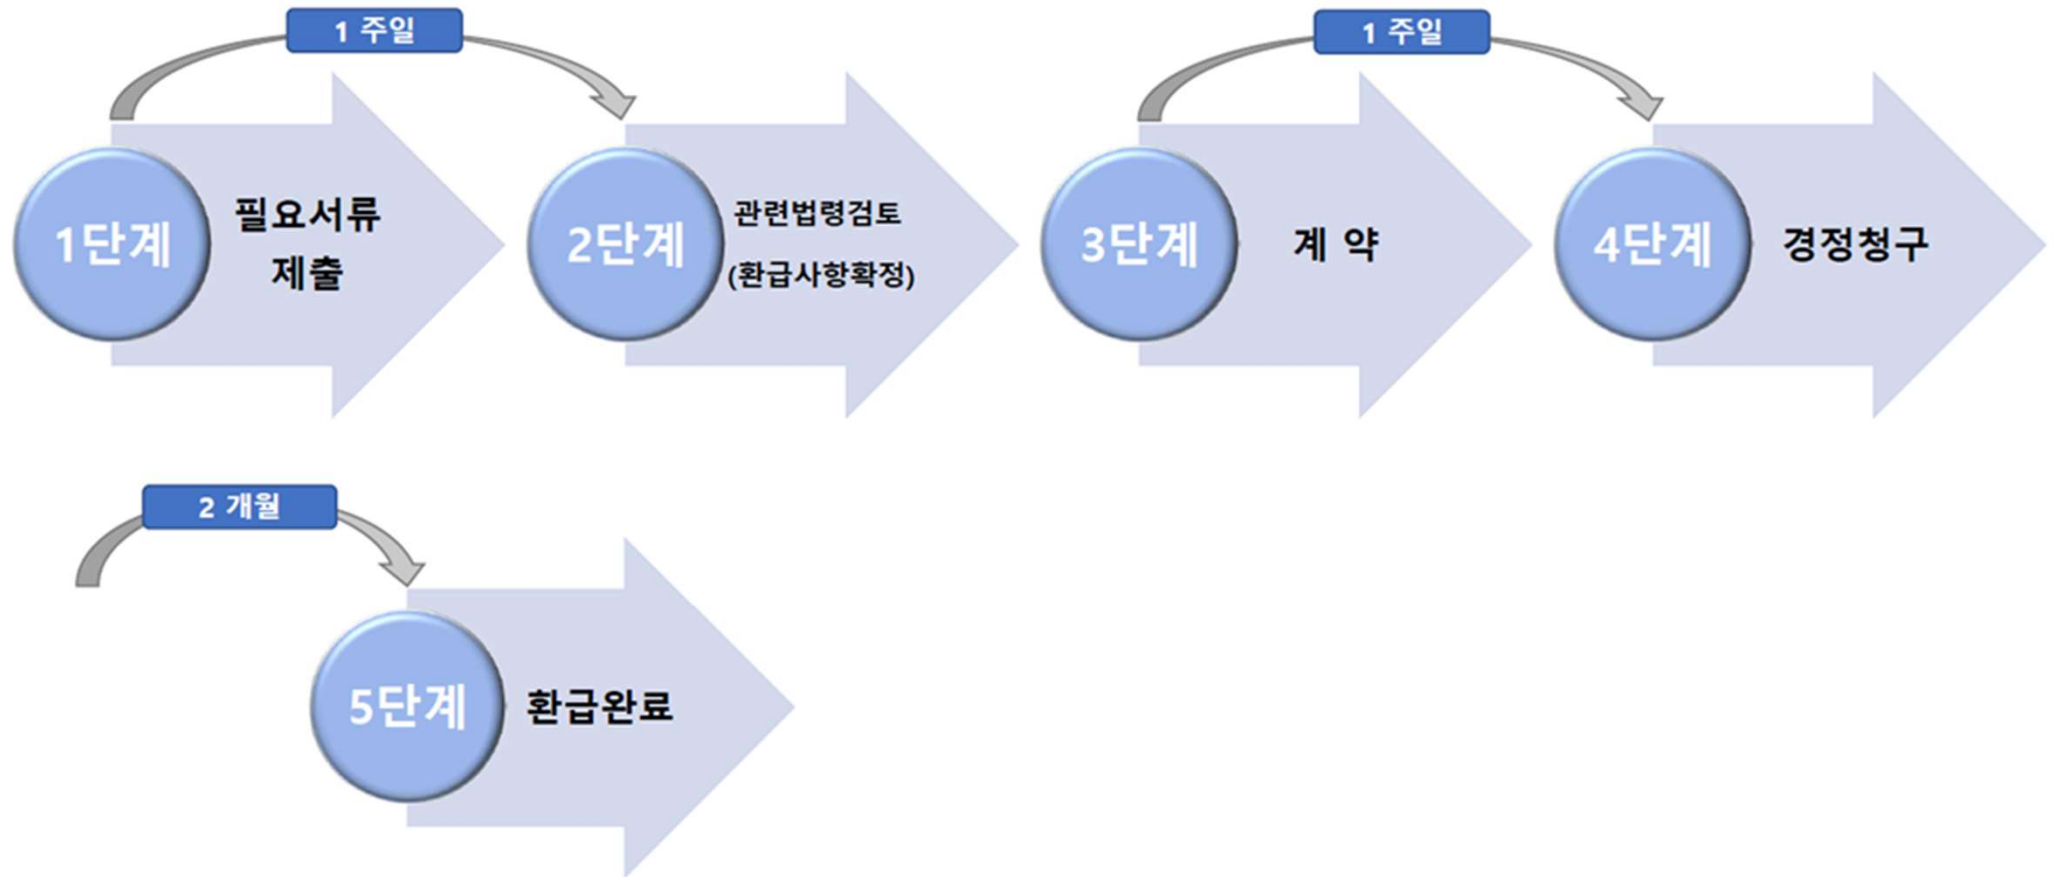 1 주일
1 주일
1단계
필요서류
제출
2단계
관련법령검토
(환급사항확정)
3단계
계 약
4단계
경정청구
2 개월
5단계
환급완료